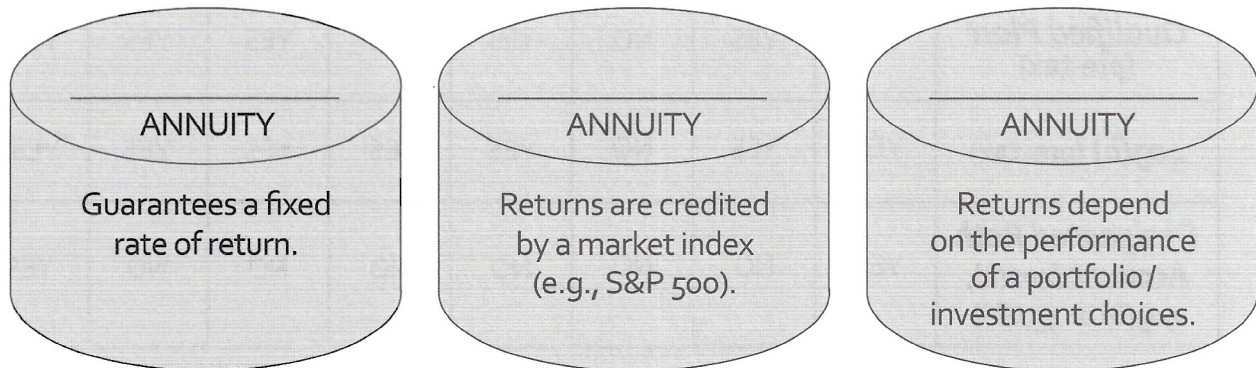 ANNUITY
Guarantees a fixed
rate of return.
ANNUITY
Returns are credited
by a market index
(e.g., S&P 500).
ANNUITY
Returns depend
on the performance
of a portfolio/
investment choices.